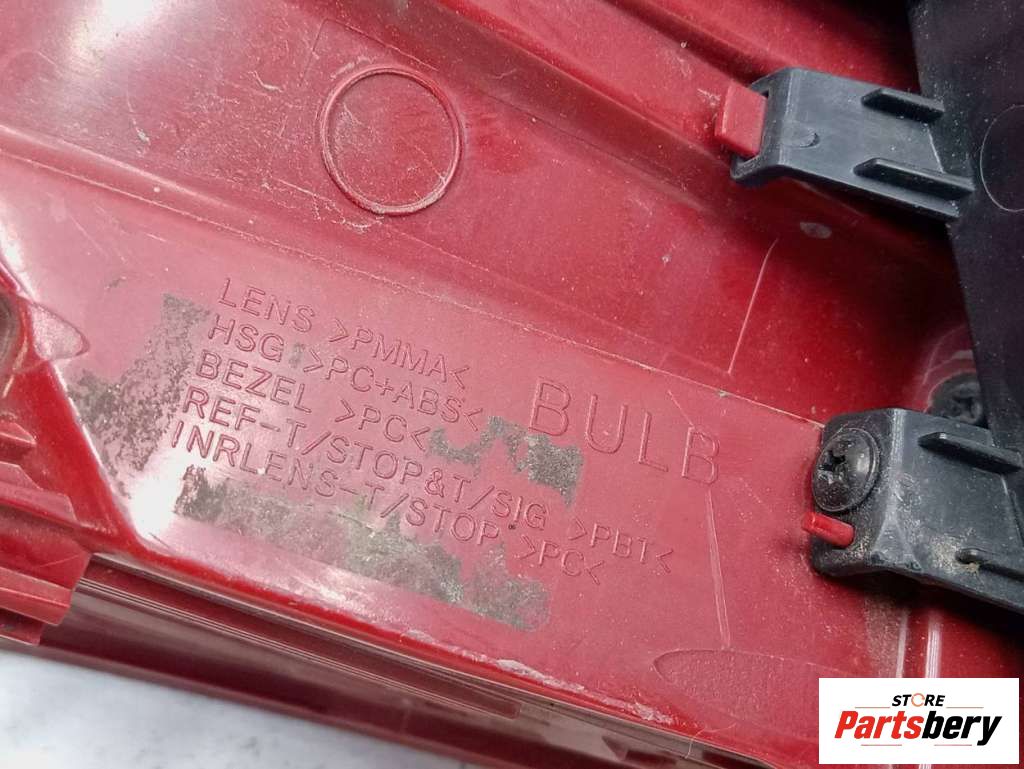 LENS >PMMA<
HSG >PC+ABS<
BEZEL >PC<
REF-T/STOP&T/SIG >PBT<
INRLENS-T/STOP >PC<
BULB
STORE
Partsbery